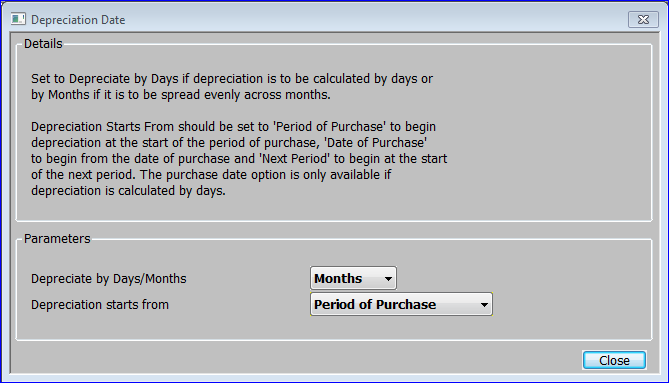 Depreciation Date
Details
Set to Depreciate by Days if depreciation is to be calculated by days or
by Months if it is to be spread evenly across months.
Depreciation Starts From should be set to 'Period of Purchase' to begin
depreciation at the start of the period of purchase, 'Date of Purchase'
to begin from the date of purchase and 'Next Period' to begin at the start
of the next period. The purchase date option is only available if
depreciation is calculated by days.
Parameters
Depreciate by Days/Months Months
Depreciation starts from Period of Purchase
Close